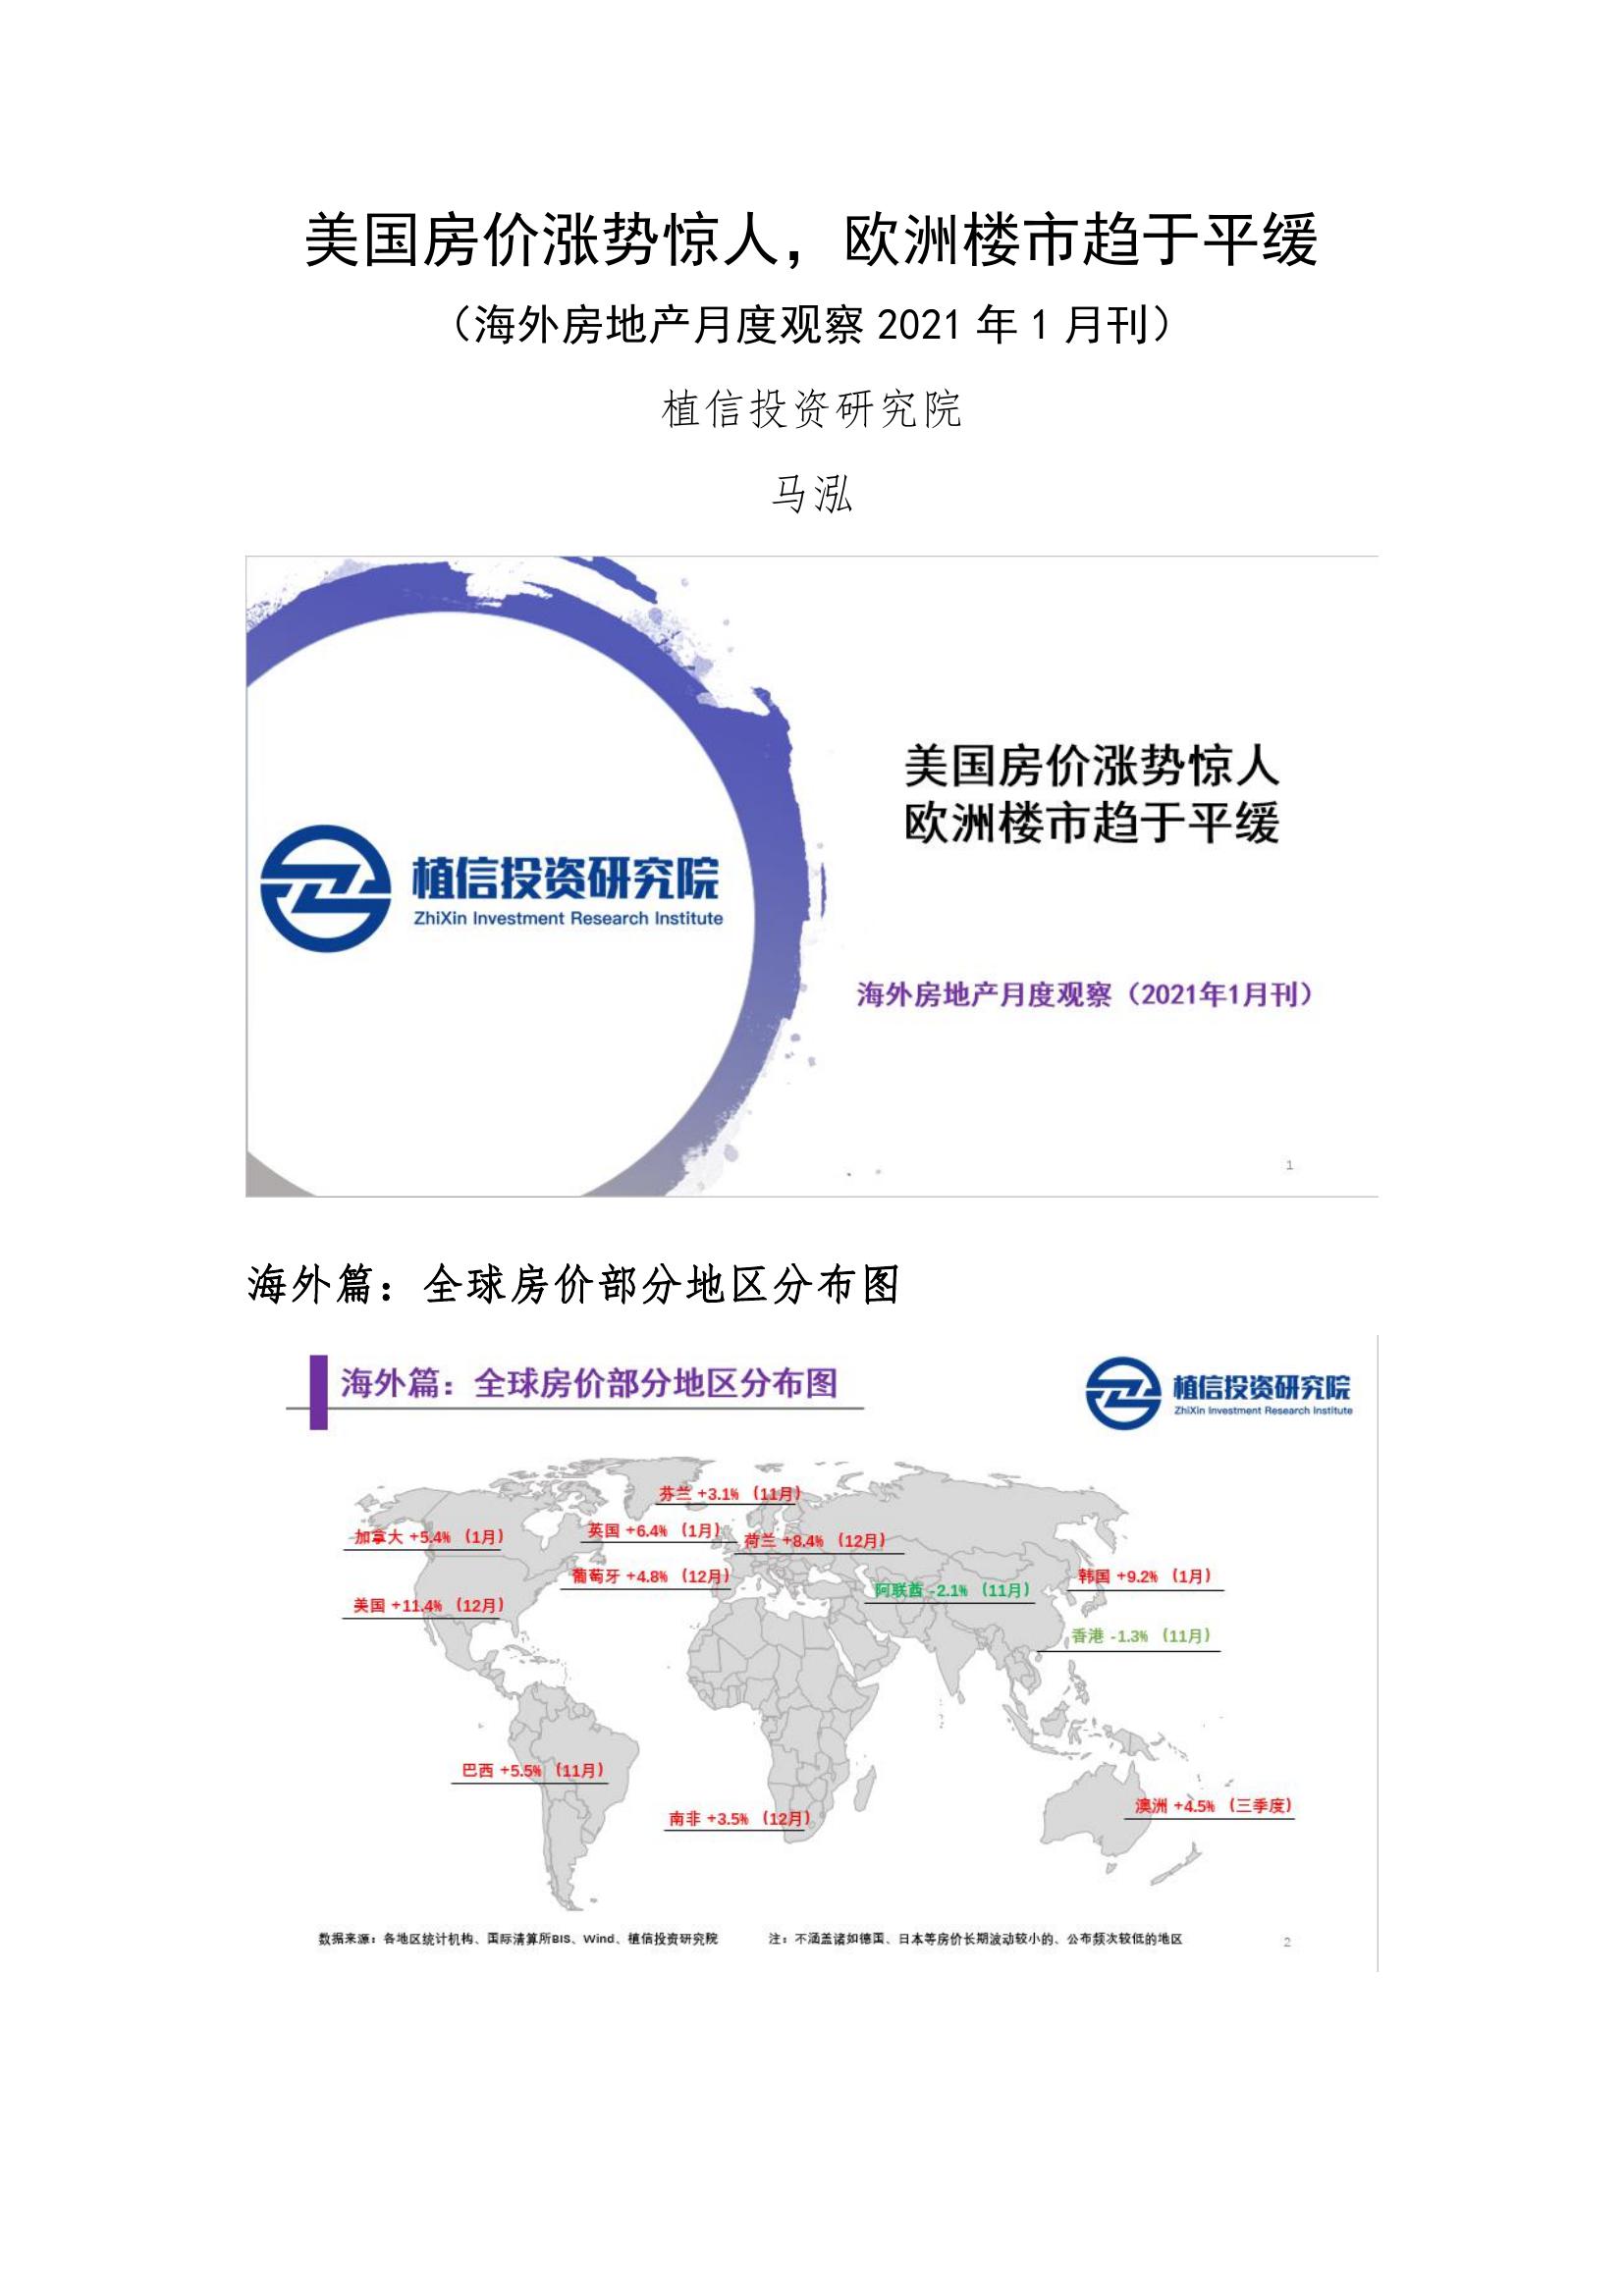 美国房价涨势惊人，欧洲楼市趋于平缓
（海外房地产月度观察 2021 年 1 月刊）
植信投资研究院
马泓
植信投资研究院
ZhiXin Investment Research Institute
美国房价涨势惊人
欧洲楼市趋于平缓
海外房地产月度观察（2021年1月刊）
1
海外篇：全球房价部分地区分布图
海外篇：全球房价部分地区分布图
植信投资研究院
ZhiXin Investment Research Institute
芬兰 +3.1% （11月）
加拿大 +5.4% （1月）
英国 +6.4% （1月）
荷兰 +8.4% （12月）
葡萄牙 +4.8% （12月）
阿联酋 -2.1% （11月）
韩国 +9.2% （1月）
美国 +11.4% （12月）
香港 -1.3% （11月）
巴西 +5.5% （11月）
南非 +3.5% （12月）
澳洲 +4.5% （三季度）
数据来源：各地区统计机构、国际清算所BIS、Wind、植信投资研究院
注：不涵盖诸如德国、日本等房价长期波动较小的、公布频次较低的地区
2